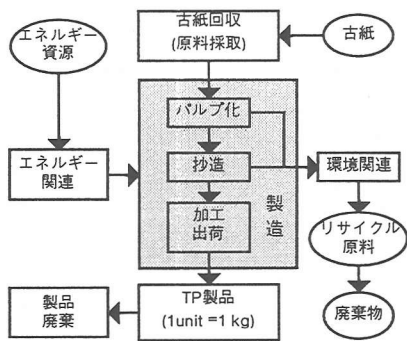 エネルギー
資源
古紙回収
(原料採取)
古紙
パルプ化
エネルギー
関連
抄造
環境関連
加工
出荷
製造
リサイクル
原料
製品
廃棄
TP製品
(1unit =1 kg)
廃棄物